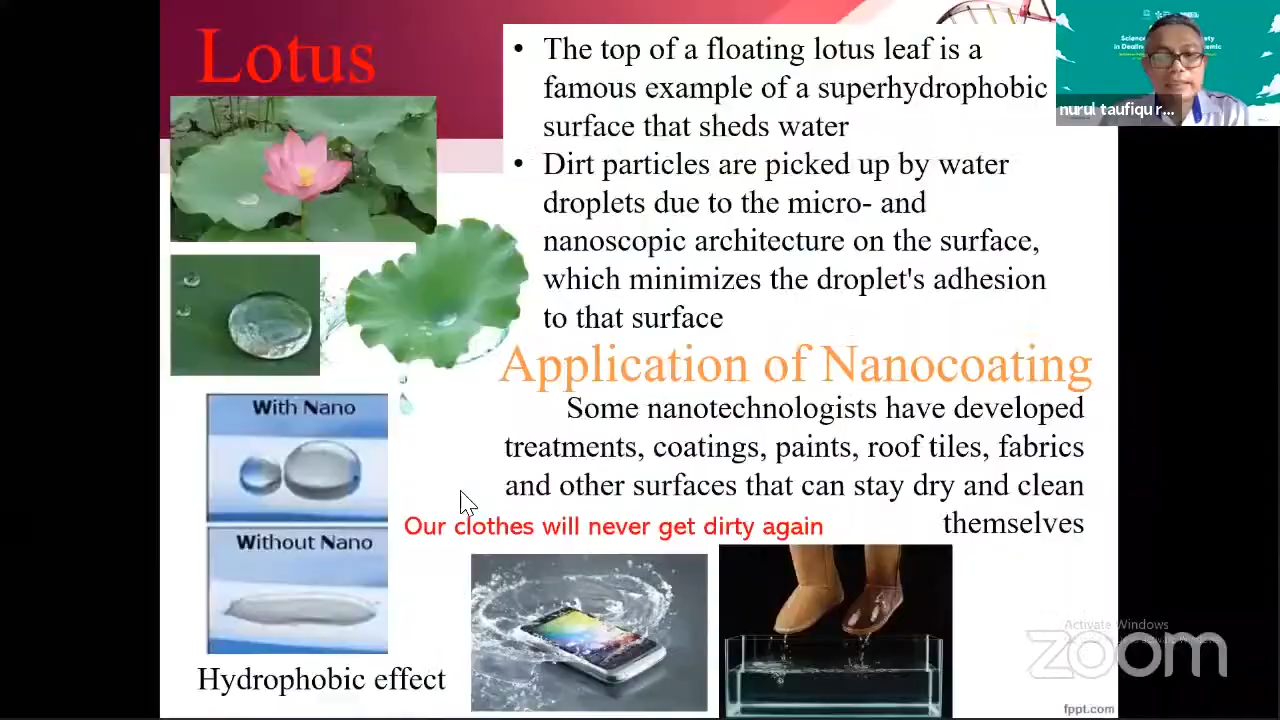 Lotus
• The top of a floating lotus leaf is a
famous example of a superhydrophobic
surface that sheds water
• Dirt particles are picked up by water
droplets due to the micro- and
nanoscopic architecture on the surface,
which minimizes the droplet's adhesion
to that surface
Application of Nanocoating
Some nanotechnologists have developed
treatments, coatings, paints, roof tiles, fabrics
and other surfaces that can stay dry and clean
themselves
Our clothes will never get dirty again
With Nano
Without Nano
Hydrophobic effect
nurul taufiqu r...
Activate Windows
zoom
fppt.com